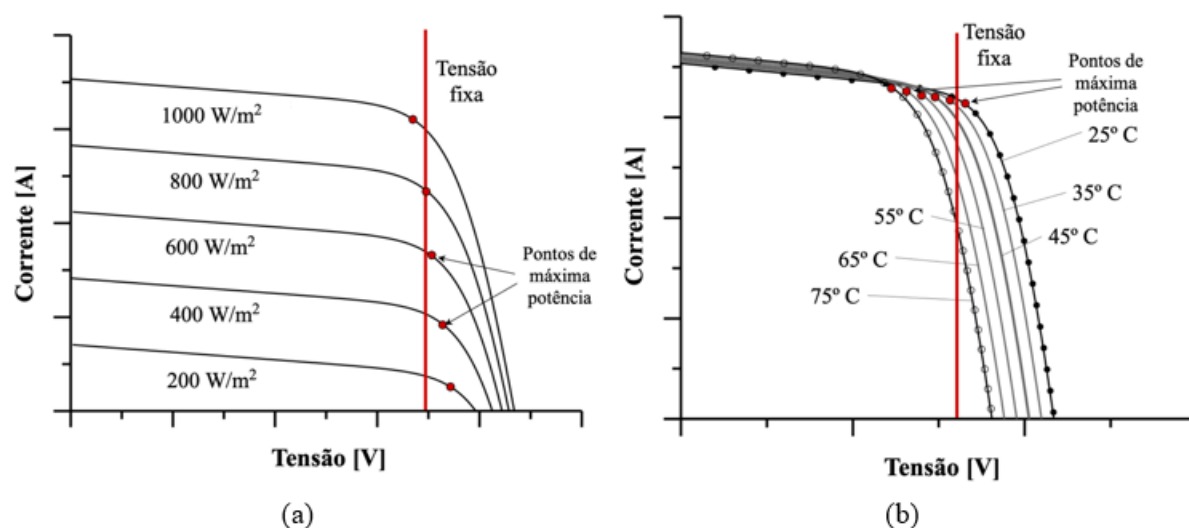 Corrente [A]
Tensão
fixa
1000 W/m²
800 W/m²
600 W/m²
400 W/m²
200 W/m²
Pontos de
máxima
potência
Tensão [V]
(a)
Corrente [A]
Tensão
fixa
Pontos de
máxima
potência
25º C
35º C
45º C
55º C
65º C
75º C
Tensão [V]
(b)